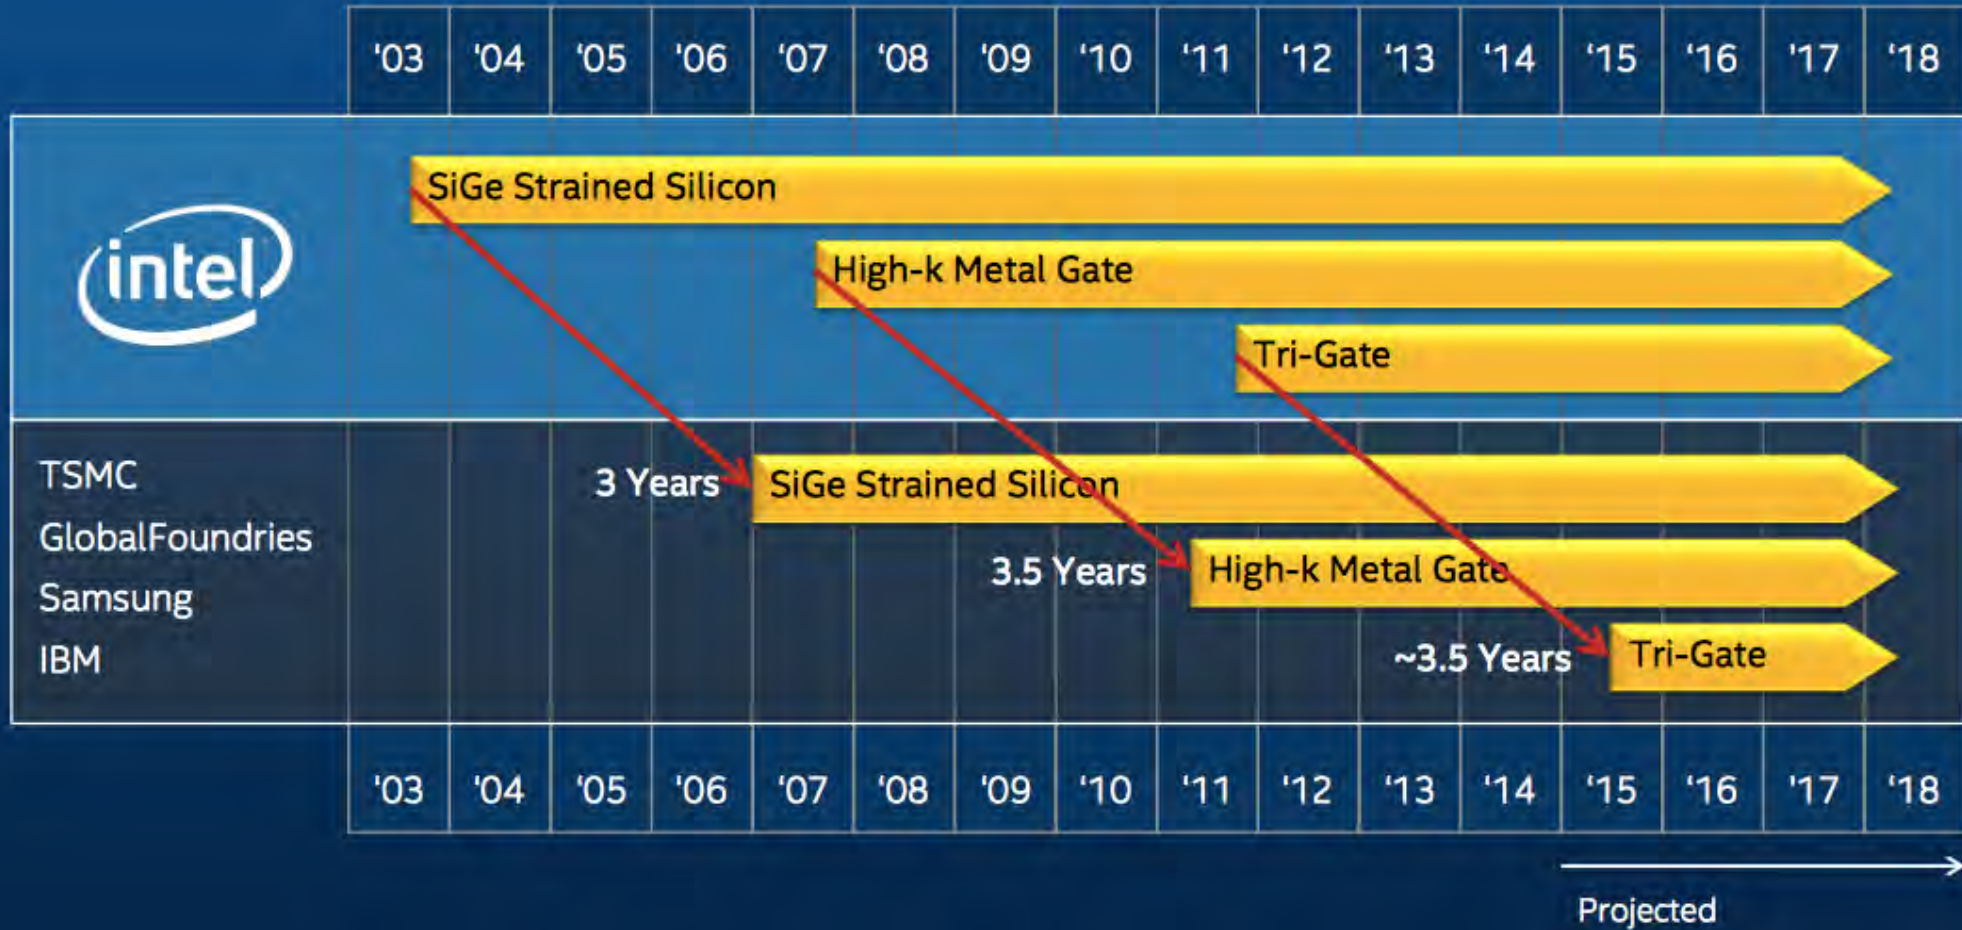 '03 '04 '05 '06 '07 '08 '09 '10 '11 '12 '13 '14 '15 '16 '17 '18
intel
SiGe Strained Silicon
High-k Metal Gate
Tri-Gate
TSMC
GlobalFoundries
Samsung
IBM
3 Years
SiGe Strained Silicon
3.5 Years
High-k Metal Gate
~3.5 Years
Tri-Gate
'03 '04 '05 '06 '07 '08 '09 '10 '11 '12 '13 '14 '15 '16 '17 '18
Projected